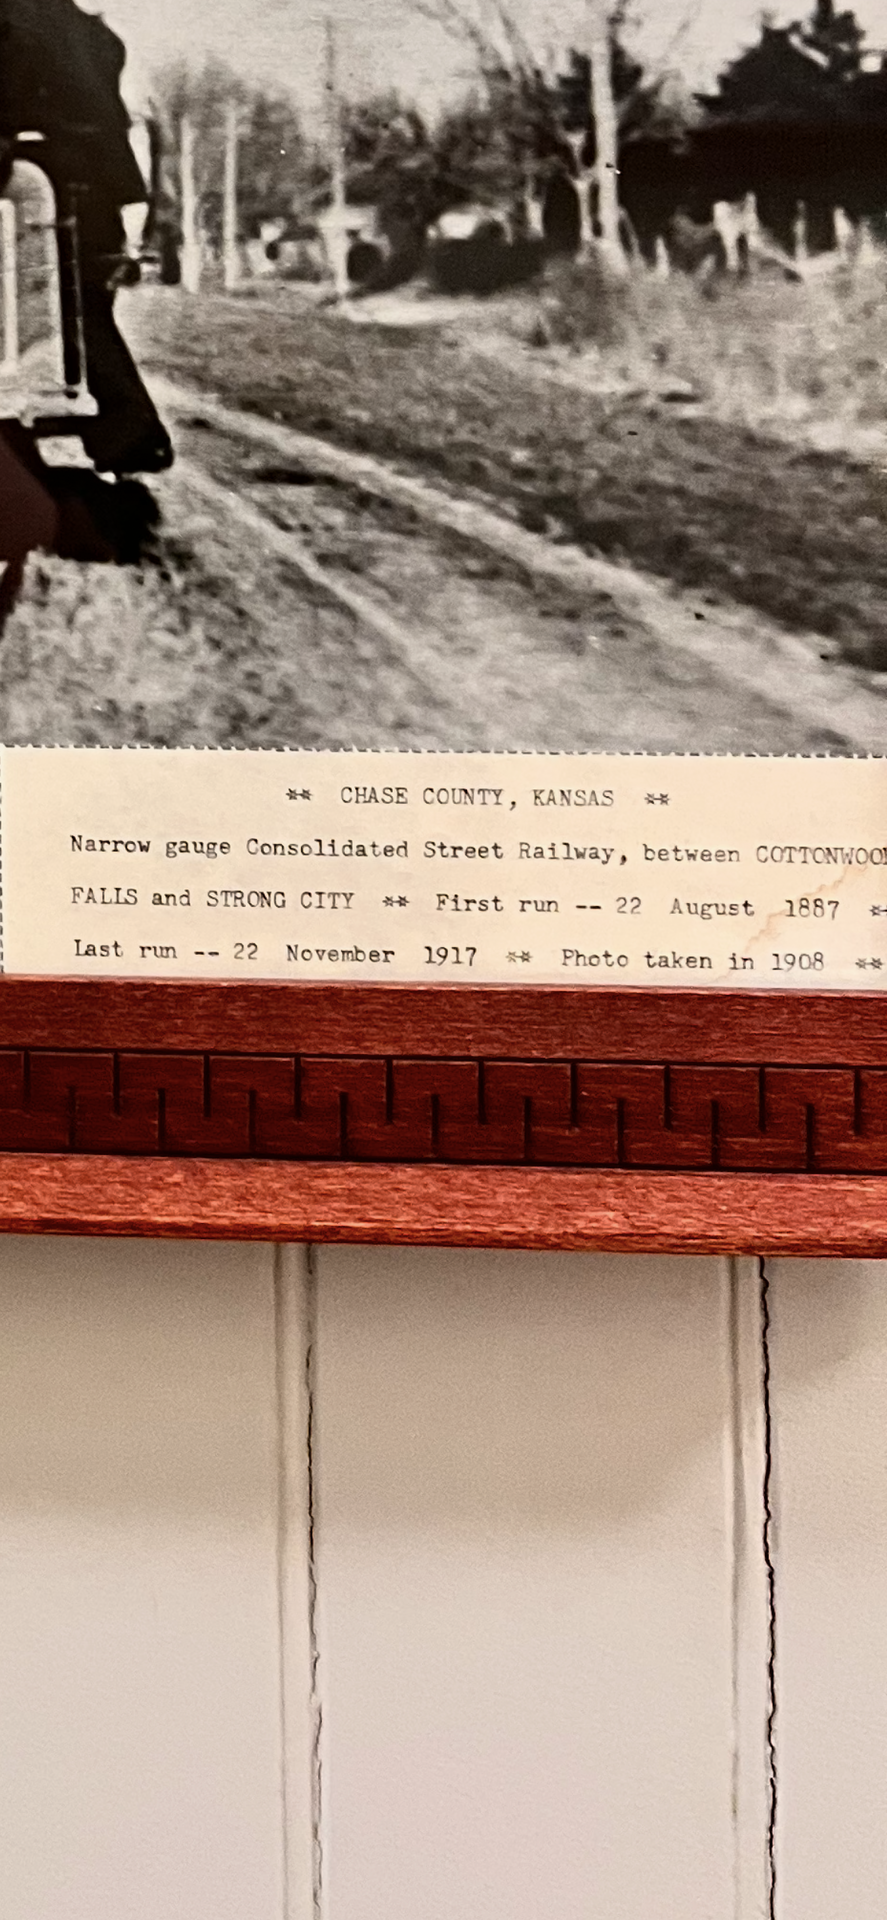 ** CHASE COUNTY, KANSAS **
Narrow gauge Consolidated Street Railway, between COTTONWOO
FALLS and STRONG CITY ** First run -- 22 August 1887 *
Last run -- 22 November 1917 ** Photo taken in 1908 **